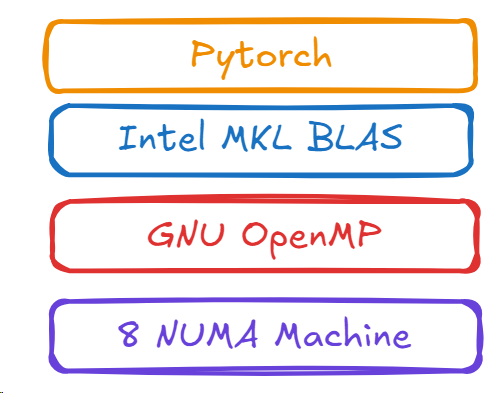 Pytorch
Intel MKL BLAS
GNU OpenMP
8 NUMA Machine